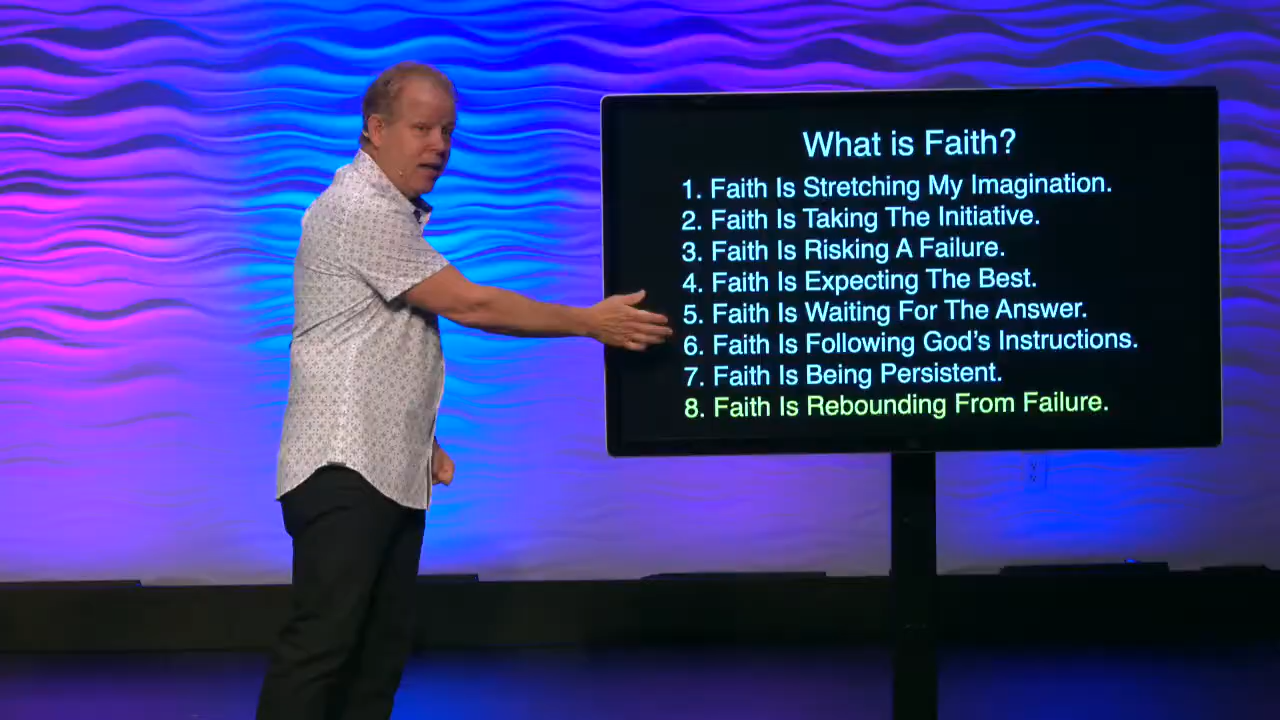 What is Faith?
1. Faith Is Stretching My Imagination.
2. Faith Is Taking The Initiative.
3. Faith Is Risking A Failure.
4. Faith Is Expecting The Best.
5. Faith Is Waiting For The Answer.
6. Faith Is Following God's Instructions.
7. Faith Is Being Persistent.
8. Faith Is Rebounding From Failure.